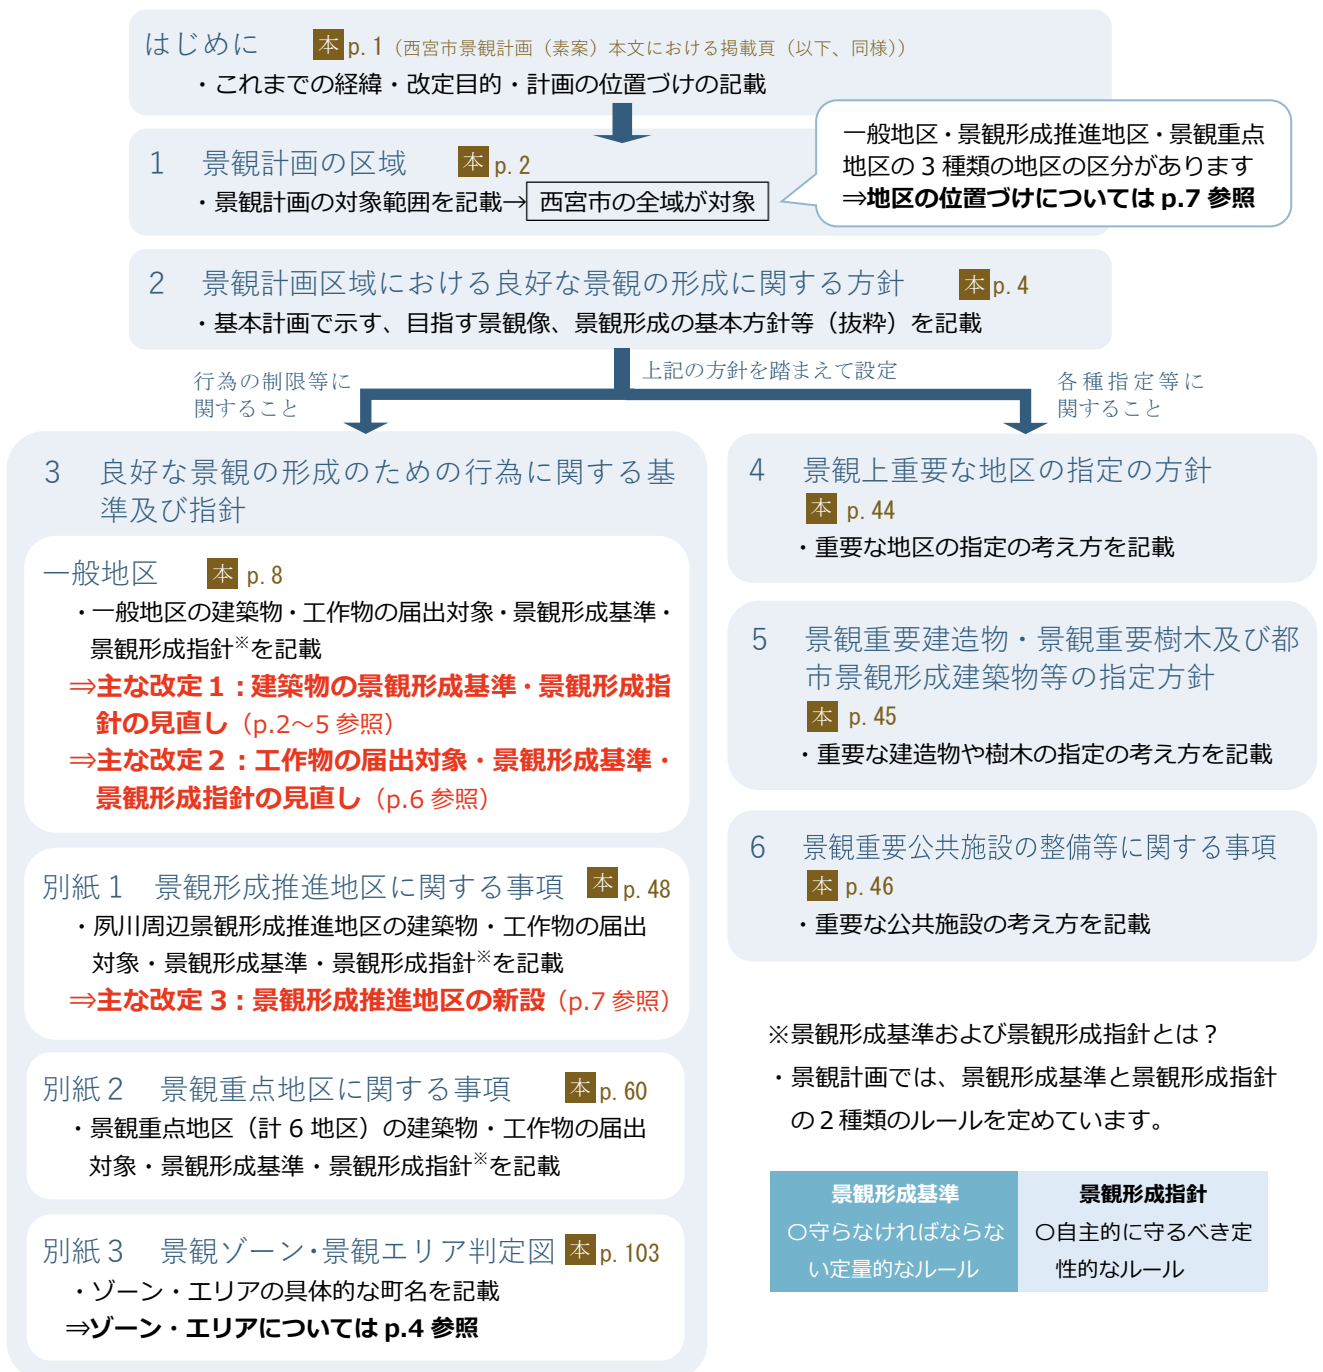 はじめに 本 p. 1（西宮市景観計画（素案）本文における掲載頁（以下、同様））
・これまでの経緯・改定目的・計画の位置づけの記載
1 景観計画の区域 本 p. 2
・景観計画の対象範囲を記載→ 西宮市の全域が対象
一般地区・景観形成推進地区・景観重点
地区の 3 種類の地区の区分があります
⇒地区の位置づけについては p.7 参照
2 景観計画区域における良好な景観の形成に関する方針 本 p. 4
・基本計画で示す、目指す景観像、景観形成の基本方針等（抜粋）を記載
上記の方針を踏まえて設定
行為の制限等に
関すること
各種指定等に
関すること
3 良好な景観の形成のための行為に関する基
準及び指針
一般地区 本 p. 8
・一般地区の建築物・工作物の届出対象・景観形成基準・
景観形成指針※を記載
⇒主な改定１：建築物の景観形成基準・景観形成指
針の見直し（p.2～5 参照）
⇒主な改定２：工作物の届出対象・景観形成基準・
景観形成指針の見直し（p.6 参照）
別紙 1 景観形成推進地区に関する事項 本 p. 48
・夙川周辺景観形成推進地区の建築物・工作物の届出
対象・景観形成基準・景観形成指針※を記載
⇒主な改定 3：景観形成推進地区の新設（p.7 参照）
別紙２ 景観重点地区に関する事項 本 p. 60
・景観重点地区（計 6 地区）の建築物・工作物の届出
対象・景観形成基準・景観形成指針※を記載
別紙３ 景観ゾーン・景観エリア判定図 本 p. 103
・ゾーン・エリアの具体的な町名を記載
⇒ゾーン・エリアについては p.4 参照
4 景観上重要な地区の指定の方針
本 p. 44
・重要な地区の指定の考え方を記載
5 景観重要建造物・景観重要樹木及び都
市景観形成建築物等の指定方針
本 p. 45
・重要な建造物や樹木の指定の考え方を記載
6 景観重要公共施設の整備等に関する事項
本 p. 46
・重要な公共施設の考え方を記載
※景観形成基準および景観形成指針とは？
・景観計画では、景観形成基準と景観形成指針
の２種類のルールを定めています。
景観形成基準
〇守らなければならな
い定量的なルール
景観形成指針
〇自主的に守るべき定
性的なルール